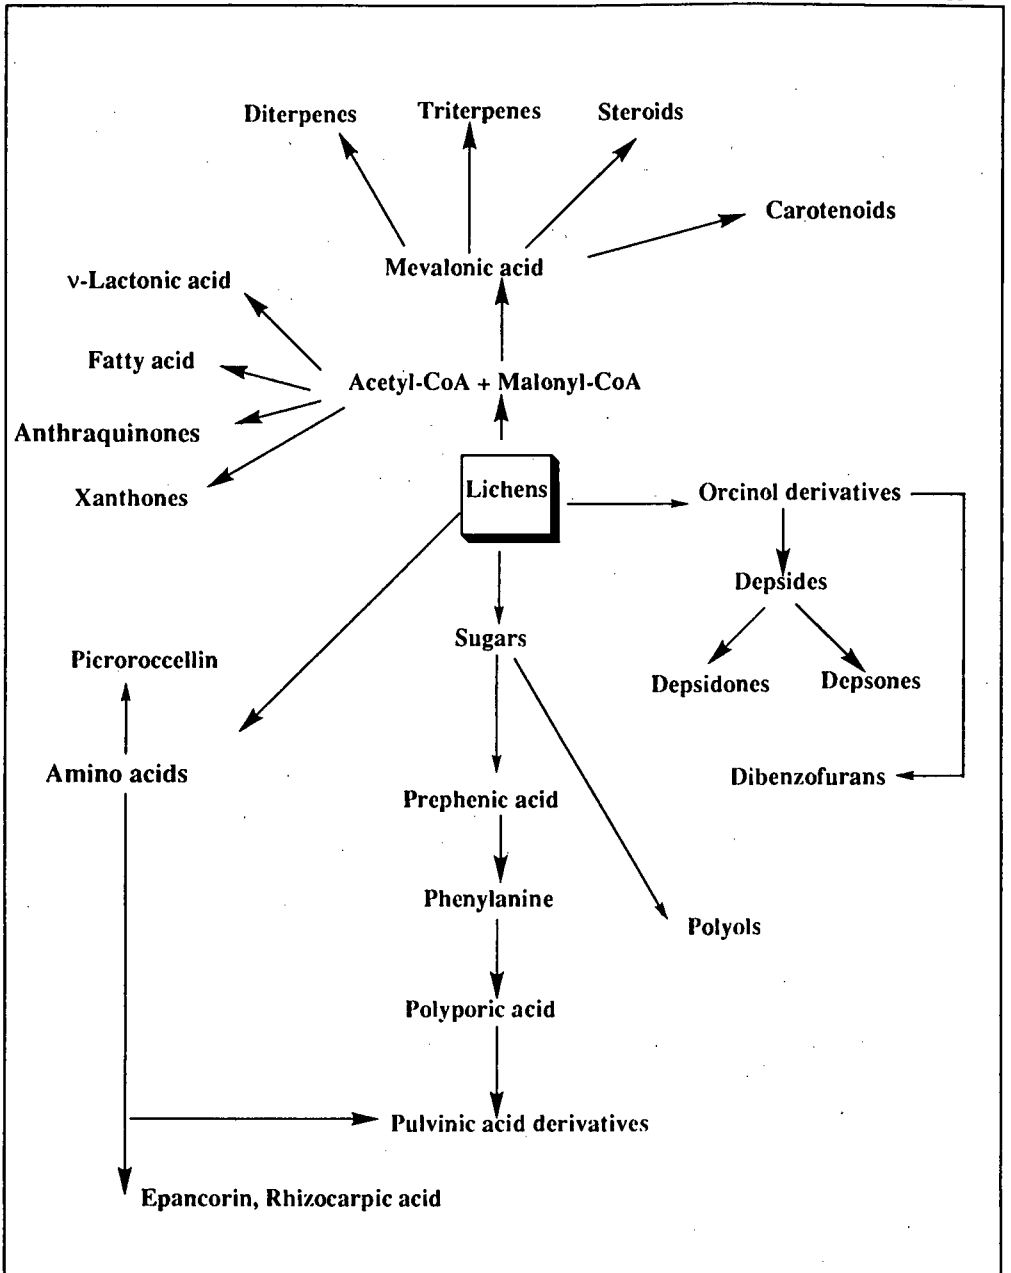 Diterpenes
Triterpenes
Steroids
Carotenoids
Mevalonic acid
ν-Lactonic acid
Fatty acid
Acetyl-CoA + Malonyl-CoA
Anthraquinones
Xanthones
Lichens
Orcinol derivatives
Depsides
Sugars
Picroroccellin
Depsidones
Depsones
Amino acids
Dibenzofurans
Prephenic acid
Phenylanine
Polyols
Polyporic acid
Pulvinic acid derivatives
Epancorin, Rhizocarpic acid